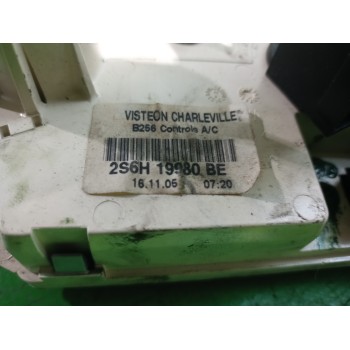 VISTEON CHARLEVILLE
B256 Controls A/C
2S6H 19980 BE
16.11.05 07:20